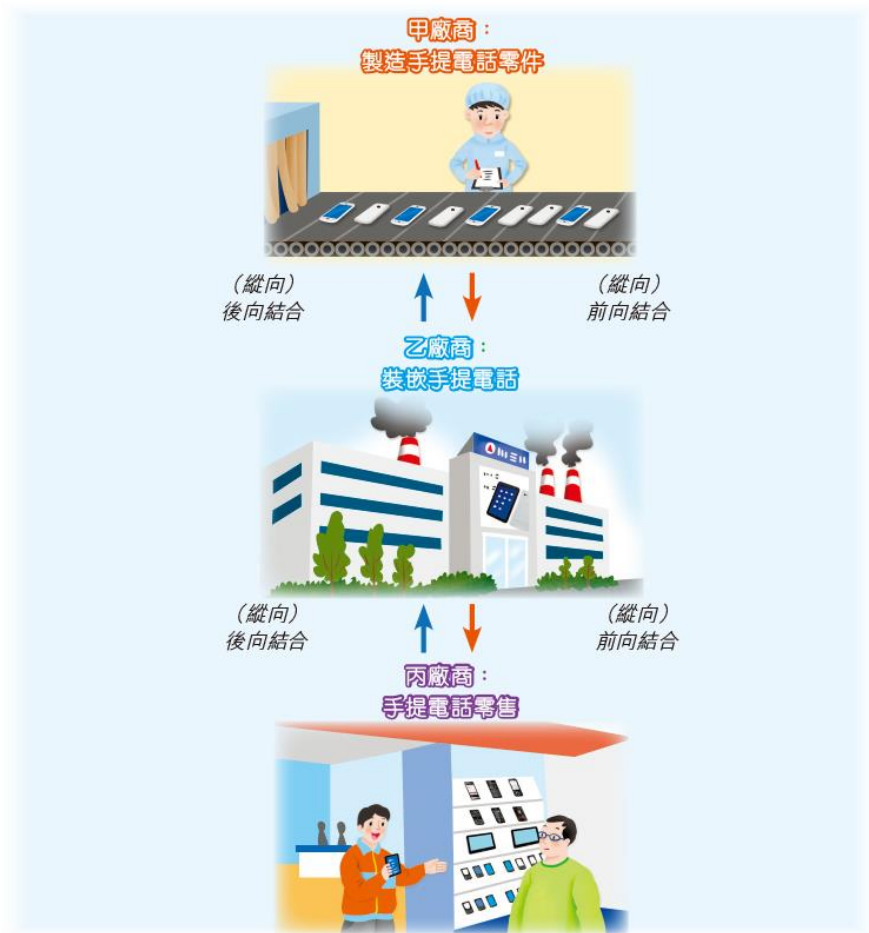 甲廠商：
製造手提電話零件
（縱向）
後向結合
（縱向）
前向結合
乙廠商：
裝嵌手提電話
（縱向）
後向結合
（縱向）
前向結合
丙廠商：
手提電話零售